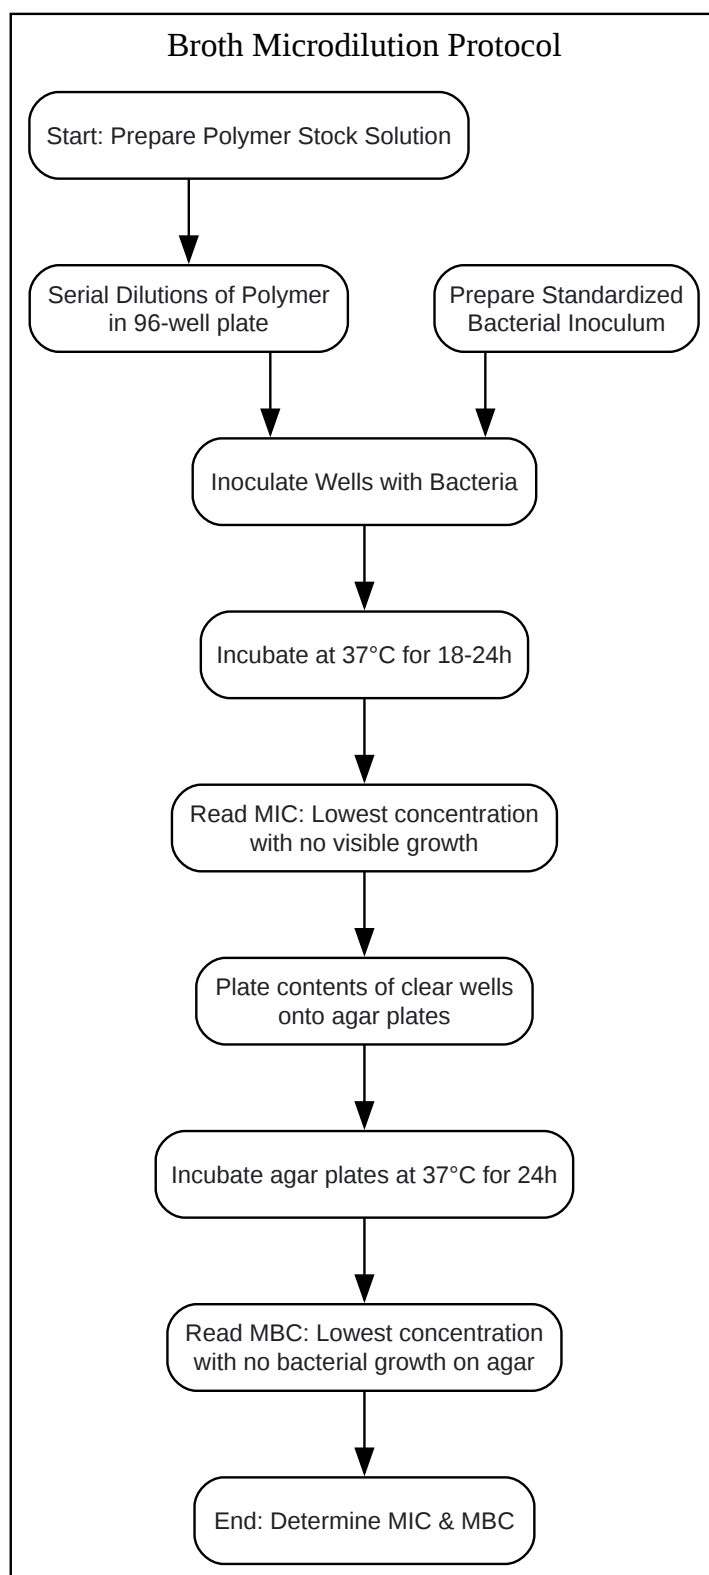 Broth Microdilution Protocol
Start: Prepare Polymer Stock Solution
Serial Dilutions of Polymer
in 96-well plate
Prepare Standardized
Bacterial Inoculum
Inoculate Wells with Bacteria
Incubate at 37°C for 18-24h
Read MIC: Lowest concentration
with no visible growth
Plate contents of clear wells
onto agar plates
Incubate agar plates at 37°C for 24h
Read MBC: Lowest concentration
with no bacterial growth on agar
End: Determine MIC & MBC